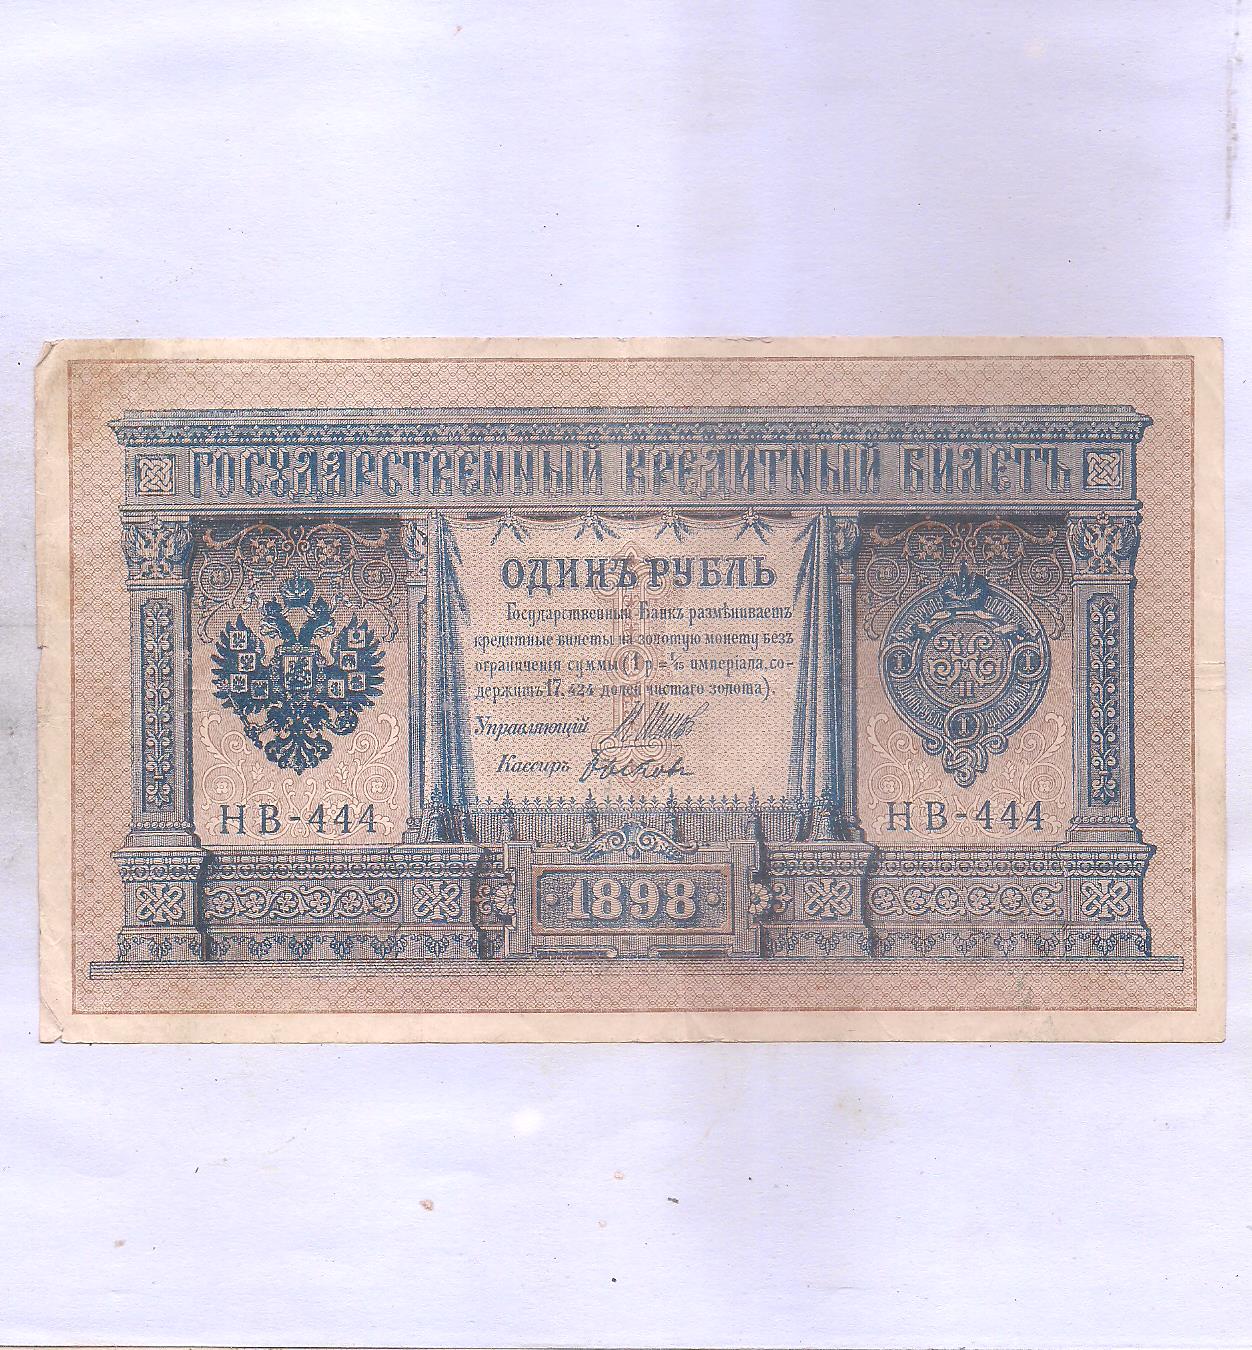 ГОСУДАРСТВЕННЫЙ КРЕДИТНЫЙ БИЛЕТЪ
ОДИНЪ РУБЛЬ
Государственный Банкъ размѣниваетъ
кредитные билеты на золотую монету безъ
ограниченія суммы (1 р. = 1/15 имперіала, со-
держитъ 17,424 долей чистаго золота).
Управляющій
Кассиръ
НВ-444
НВ-444
1898